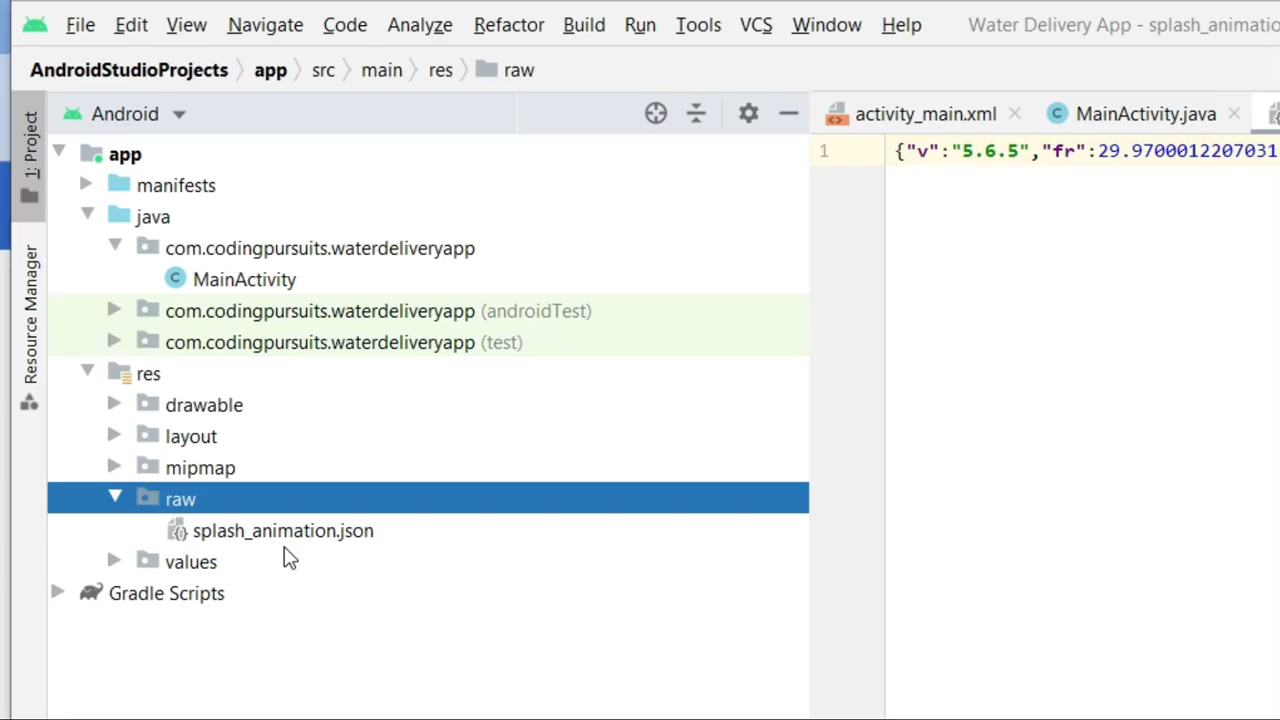 File Edit View Navigate Code Analyze Refactor Build Run Tools VCS Window Help Water Delivery App - splash_animatio
AndroidStudioProjects app src main res raw
1: Project
Resource Manager
Android
app
manifests
java
com.codingpursuits.waterdeliveryapp
MainActivity
com.codingpursuits.waterdeliveryapp (androidTest)
com.codingpursuits.waterdeliveryapp (test)
res
drawable
layout
mipmap
raw
splash_animation.json
values
Gradle Scripts
activity_main.xml MainActivity.java
1 {"v":"5.6.5","fr":29.9700012207031